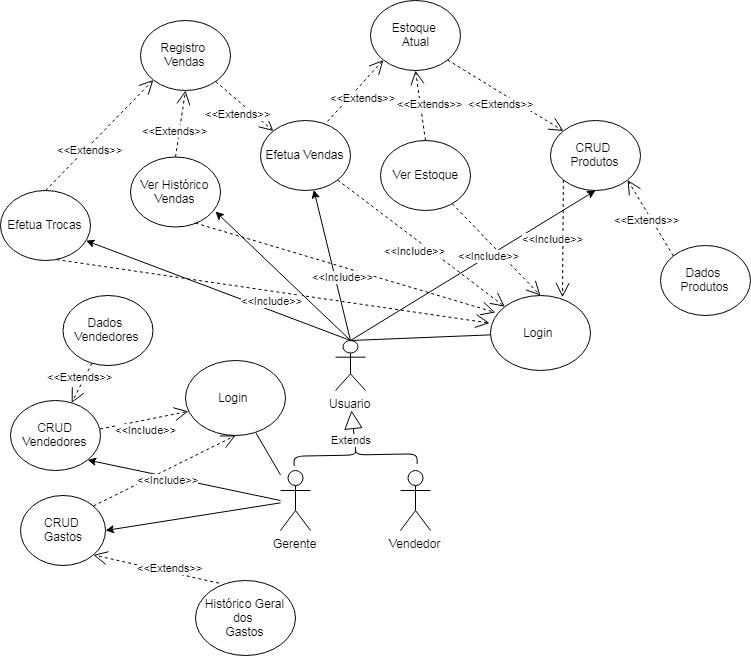 Estoque
Atual
Registro
Vendas
<<Extends>>
<<Extends>>
<<Extends>>
<<Extends>>
<<Extends>>
<<Extends>>
CRUD
Produtos
Efetua Vendas
<<Extends>>
Ver Estoque
Ver Histórico
Vendas
Efetua Trocas
<<Extends>>
<<Include>>
<<Include>>
<<Include>>
<<Include>>
Dados
Produtos
<<Include>>
Dados
Vendedores
Login
<<Extends>>
Login
Usuario
CRUD
Vendedores
<<Include>>
Extends
<<Include>>
CRUD
Gastos
Gerente
Vendedor
<<Extends>>
Histórico Geral
dos
Gastos